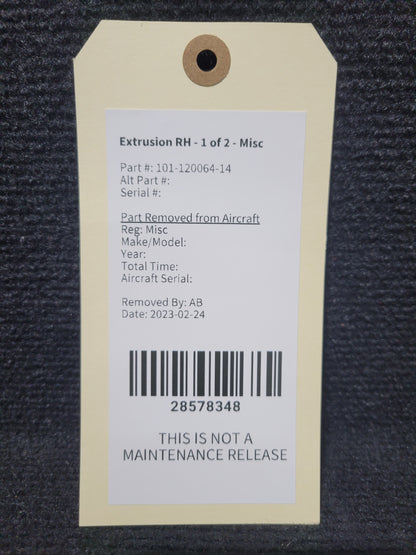 Extrusion RH - 1 of 2 - Misc
Part #: 101-120064-14
Alt Part #:
Serial #:
Part Removed from Aircraft
Reg: Misc
Make/Model:
Year:
Total Time:
Aircraft Serial:
Removed By: AB
Date: 2023-02-24
28578348
THIS IS NOT A
MAINTENANCE RELEASE